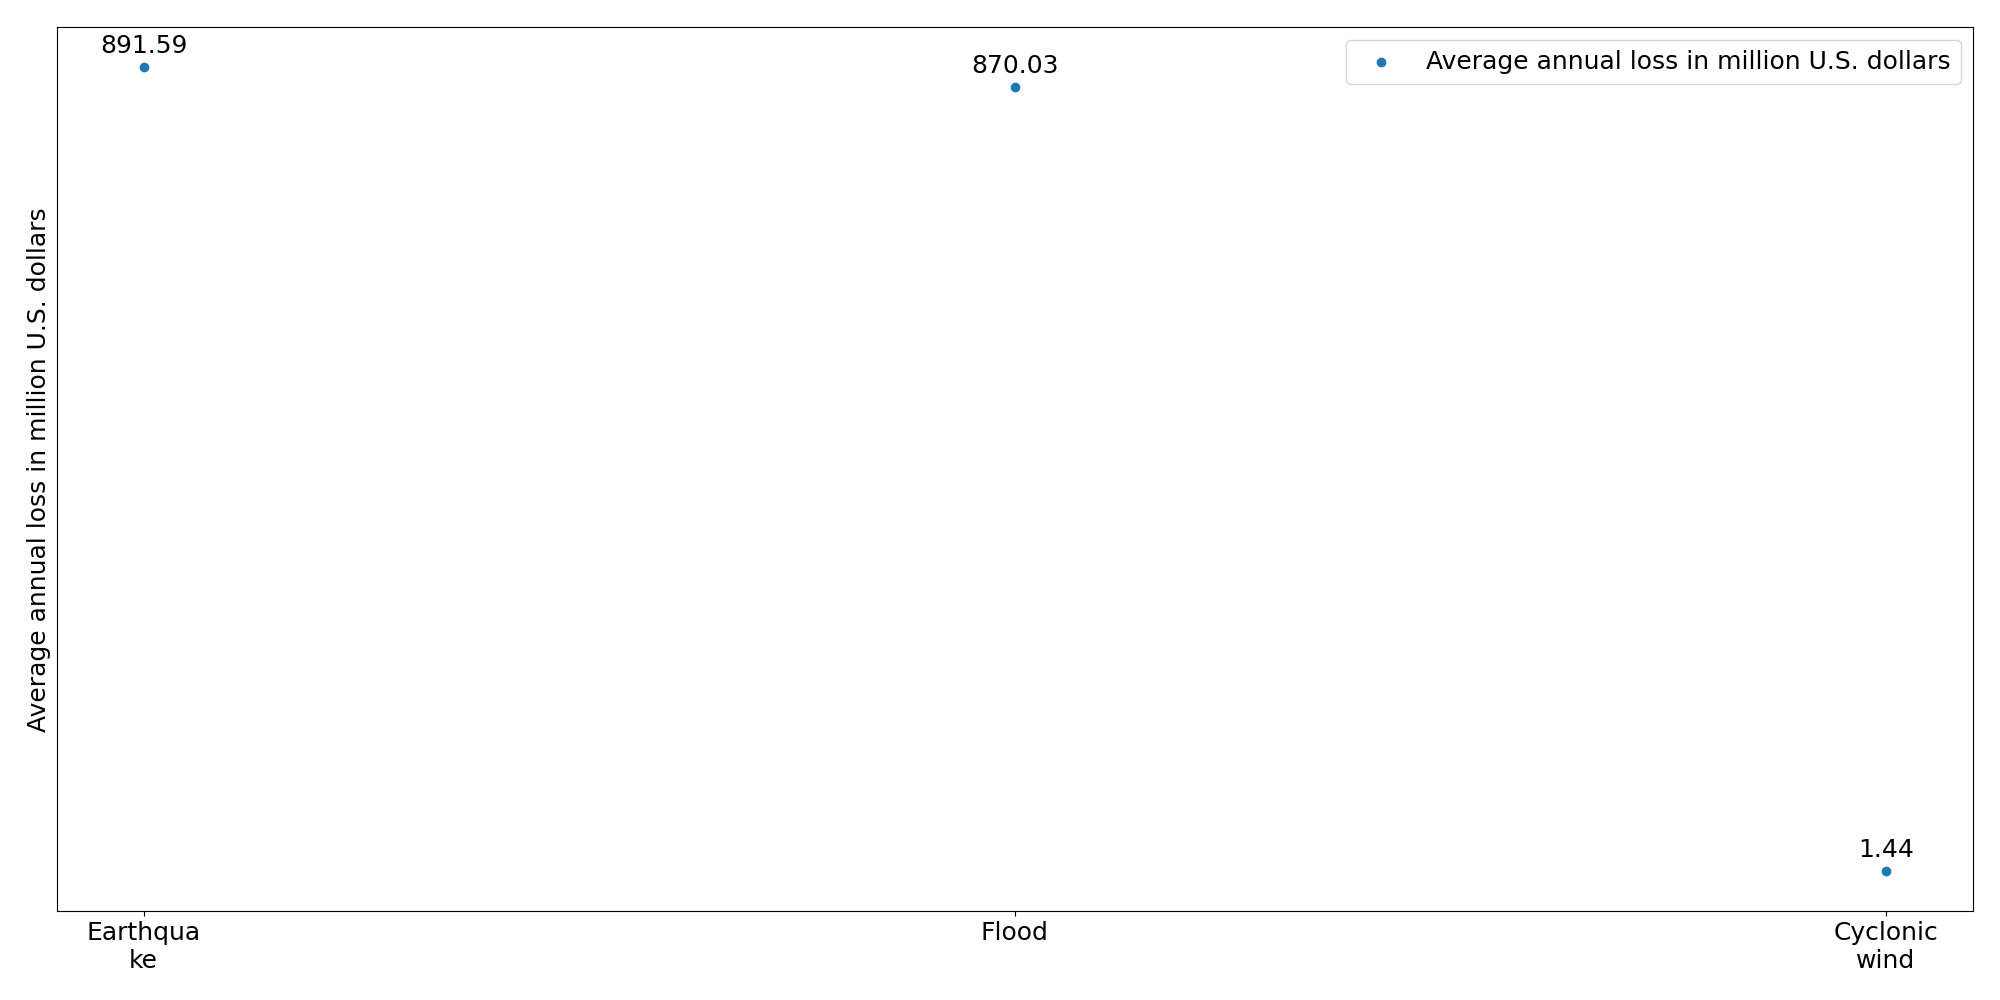 891.59
870.03
Average annual loss in million U.S. dollars
Average annual loss in million U.S. dollars
1.44
Earthqua
ke
Flood
Cyclonic
wind